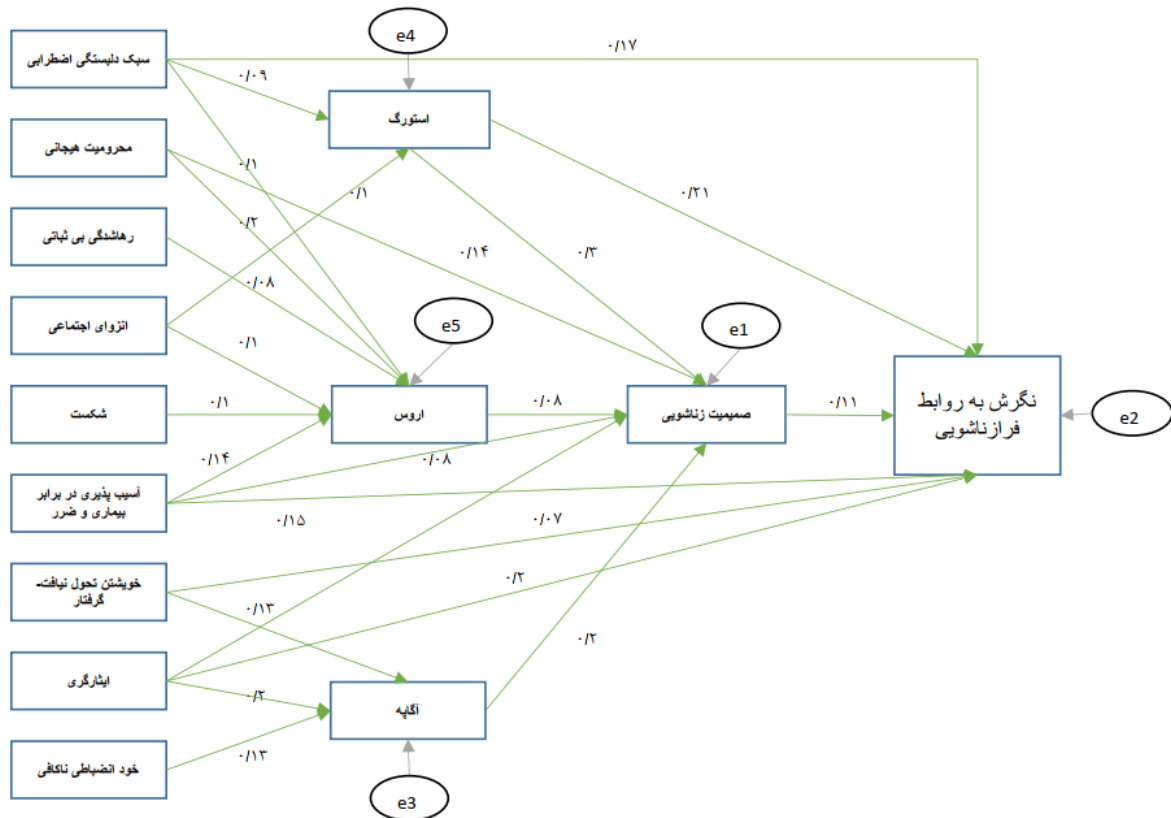 e4
۰/۱۷
سبک دلبستگی اضطرابی
۰/۰۹
استورگ
محرومیت هیجانی
۰/۱
۰/۱
۰/۲۱
۰/۲
رهاشدگی بی ثباتی
۰/۱۴
۰/۳
۰/۰۸
انزوای اجتماعی
e5
e1
۰/۱
نگرش به روابط
فرازناشویی
شکست
۰/۱
اروس
۰/۰۸
صمیمیت زناشویی
۰/۱۱
e2
۰/۱۴
۰/۰۸
آسیب پذیری در برابر
بیماری و ضرر
۰/۱۵
۰/۰۷
خویشتن تحول نیافت-
گرفتار
۰/۱۳
۰/۲
۰/۲
ایثارگری
۰/۲
آگاپه
خود انضباطی ناکافی
۰/۱۳
e3